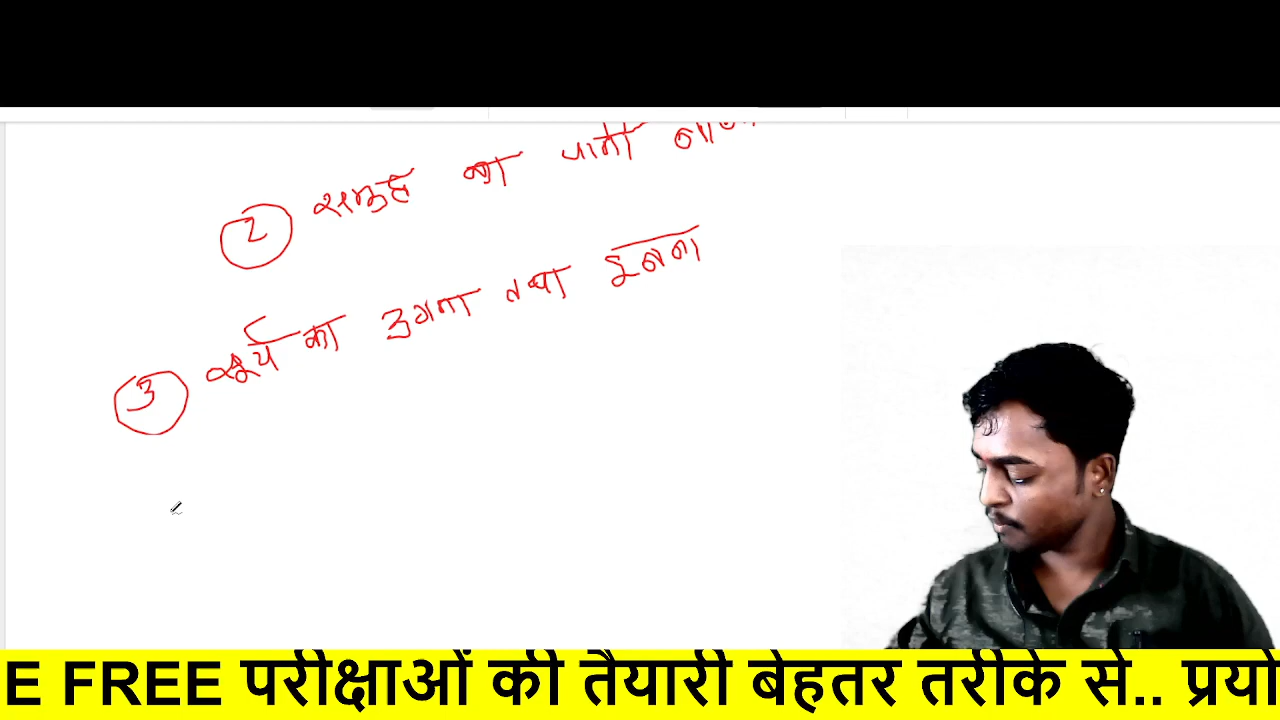 2 समुद्र का पानी
3 सूर्य का उगना तथा डूबना
E FREE परीक्षाओं की तैयारी बेहतर तरीके से.. प्रयो